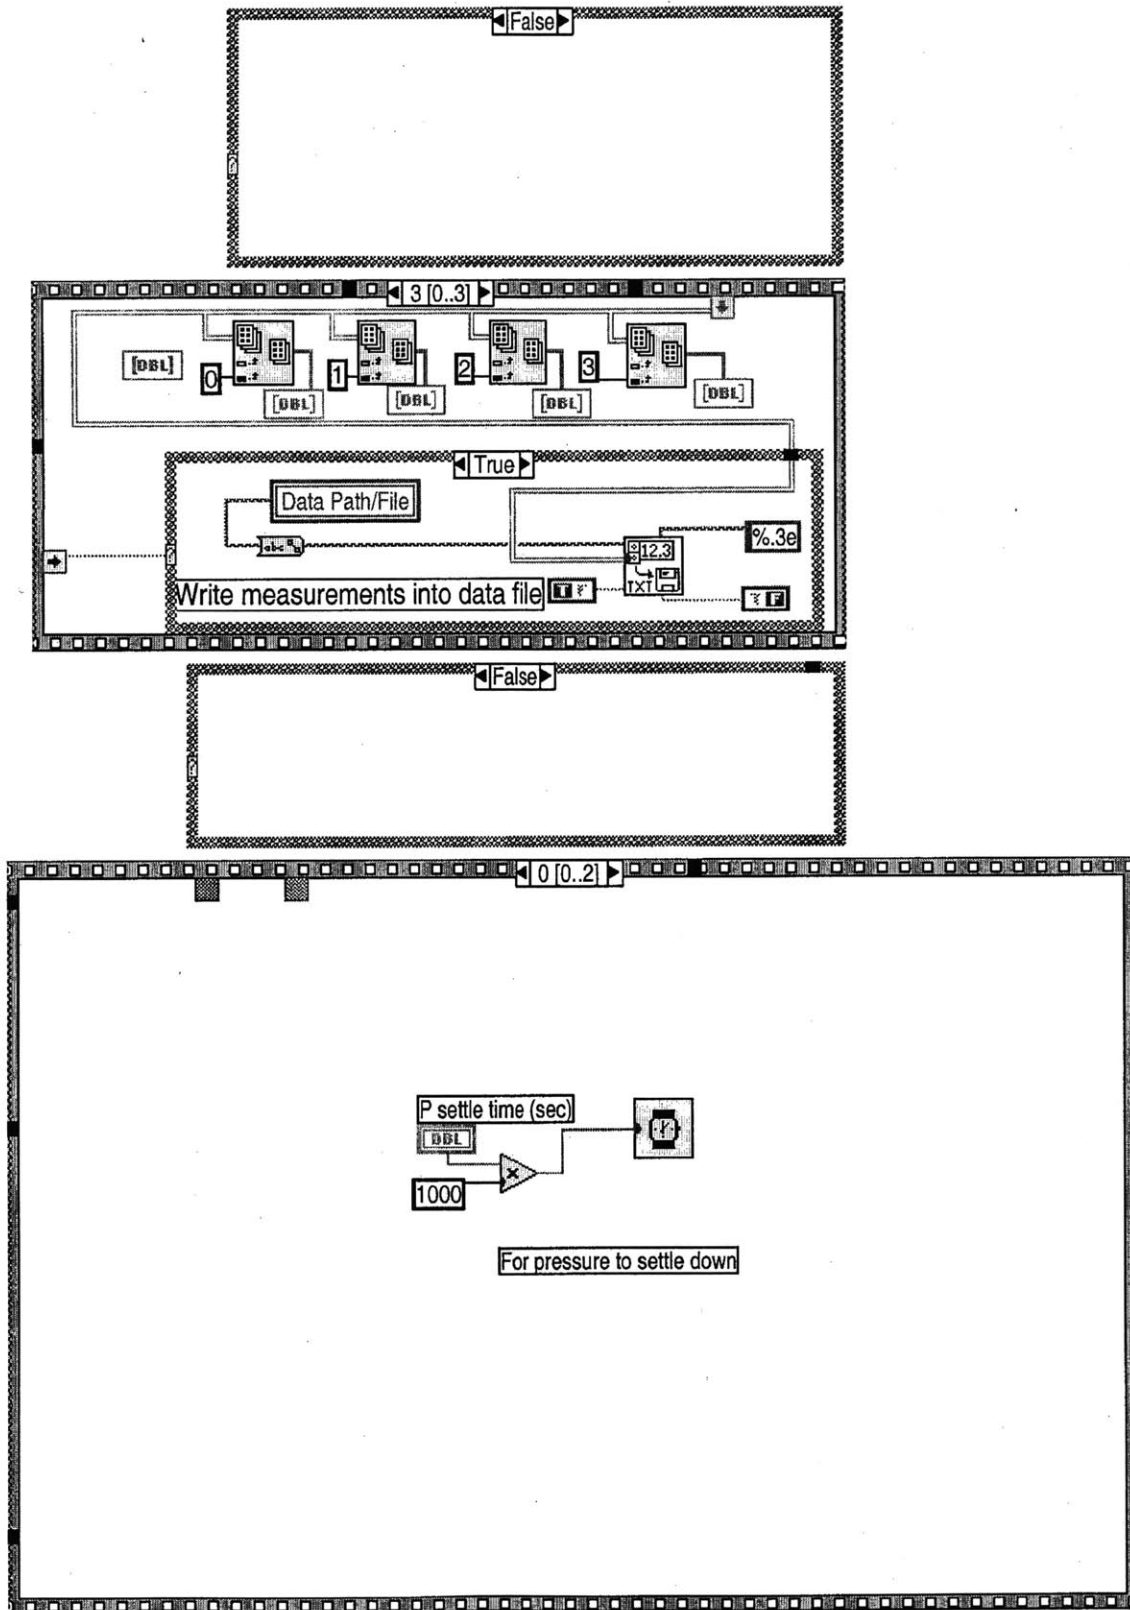 False
3 [0..3]
[DBL]
0
[DBL]
1
[DBL]
2
[DBL]
3
[DBL]
True
Data Path/File
abc
%.3e
12.3
TXT
Write measurements into data file
T F
False
0 [0..2]
P settle time (sec)
DBL
x
1000
For pressure to settle down